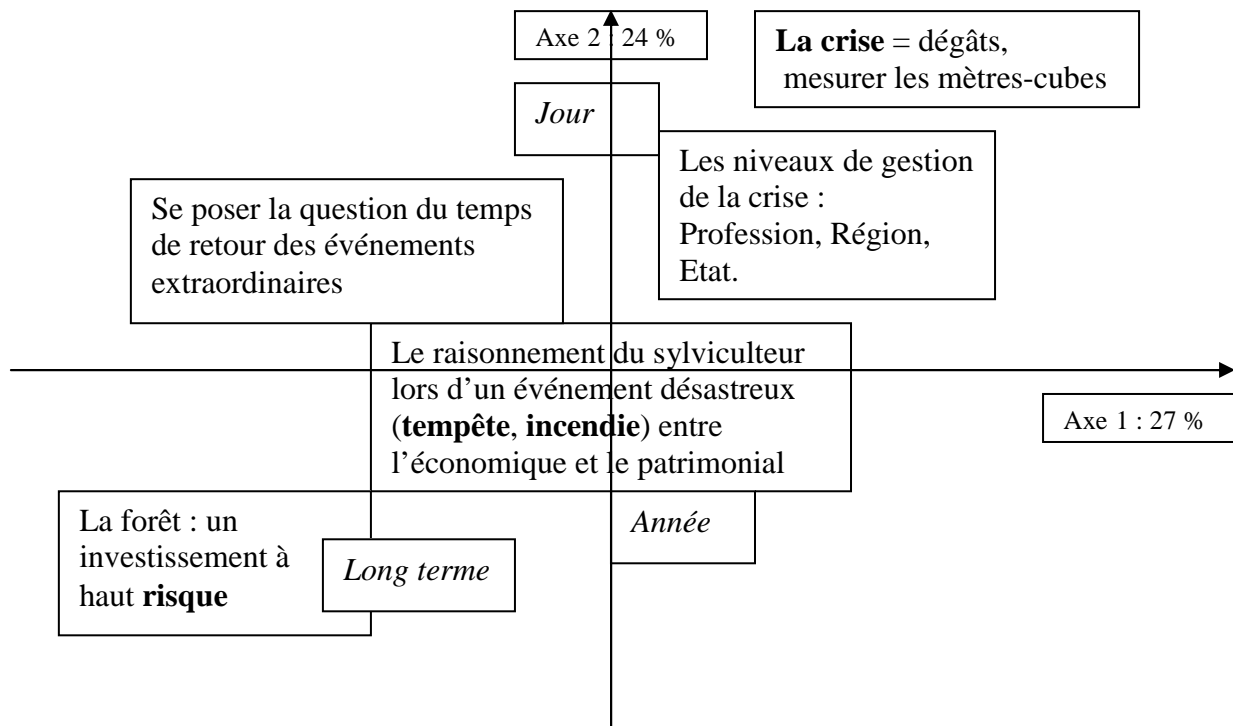 Axe 2 : 24 %
La crise = dégâts,
mesurer les mètres-cubes
Jour
Les niveaux de gestion
de la crise :
Profession, Région,
Etat.
Se poser la question du temps
de retour des événements
extraordinaires
Le raisonnement du sylviculteur
lors d’un événement désastreux
(tempête, incendie) entre
l’économique et le patrimonial
Axe 1 : 27 %
La forêt : un
investissement à
haut risque
Long terme
Année